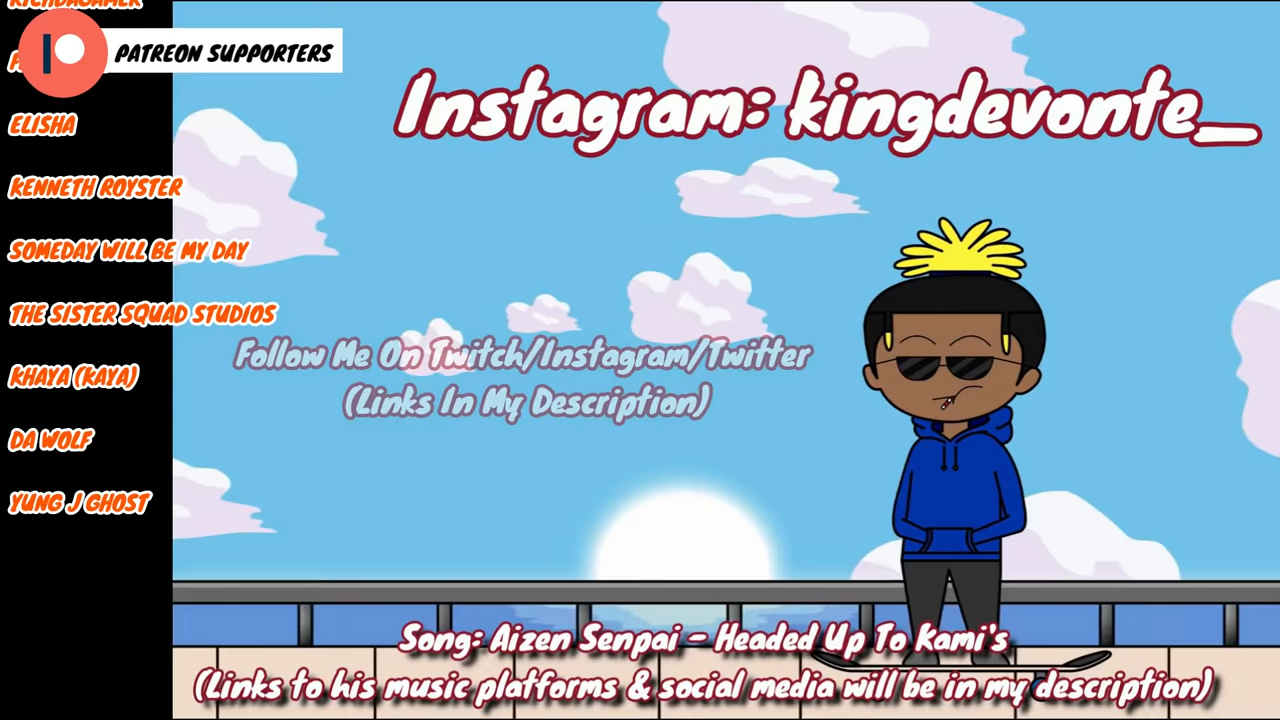 PATREON SUPPORTERS
ELISHA
KENNETH ROYSTER
SOMEDAY WILL BE MY DAY
THE SISTER SQUAD STUDIOS
KHAYA (KAYA)
DA WOLF
YUNG J GHOST
Instagram: kingdevonte_
Follow Me On Twitch/Instagram/Twitter
(Links In My Description)
Song: Aizen Senpai - Headed Up To Kami's
(Links to his music platforms & social media will be in my description)